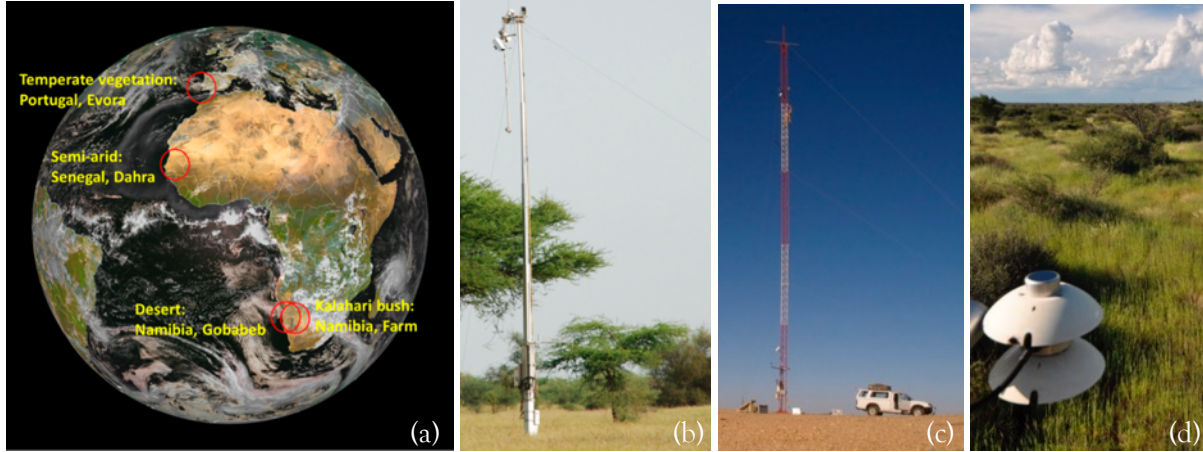 Temperate vegetation:
Portugal, Evora
Semi-arid:
Senegal, Dahra
Desert:
Namibia, Gobabeb
Kalahari bush:
Namibia, Farm
(a)
(b)
(c)
(d)